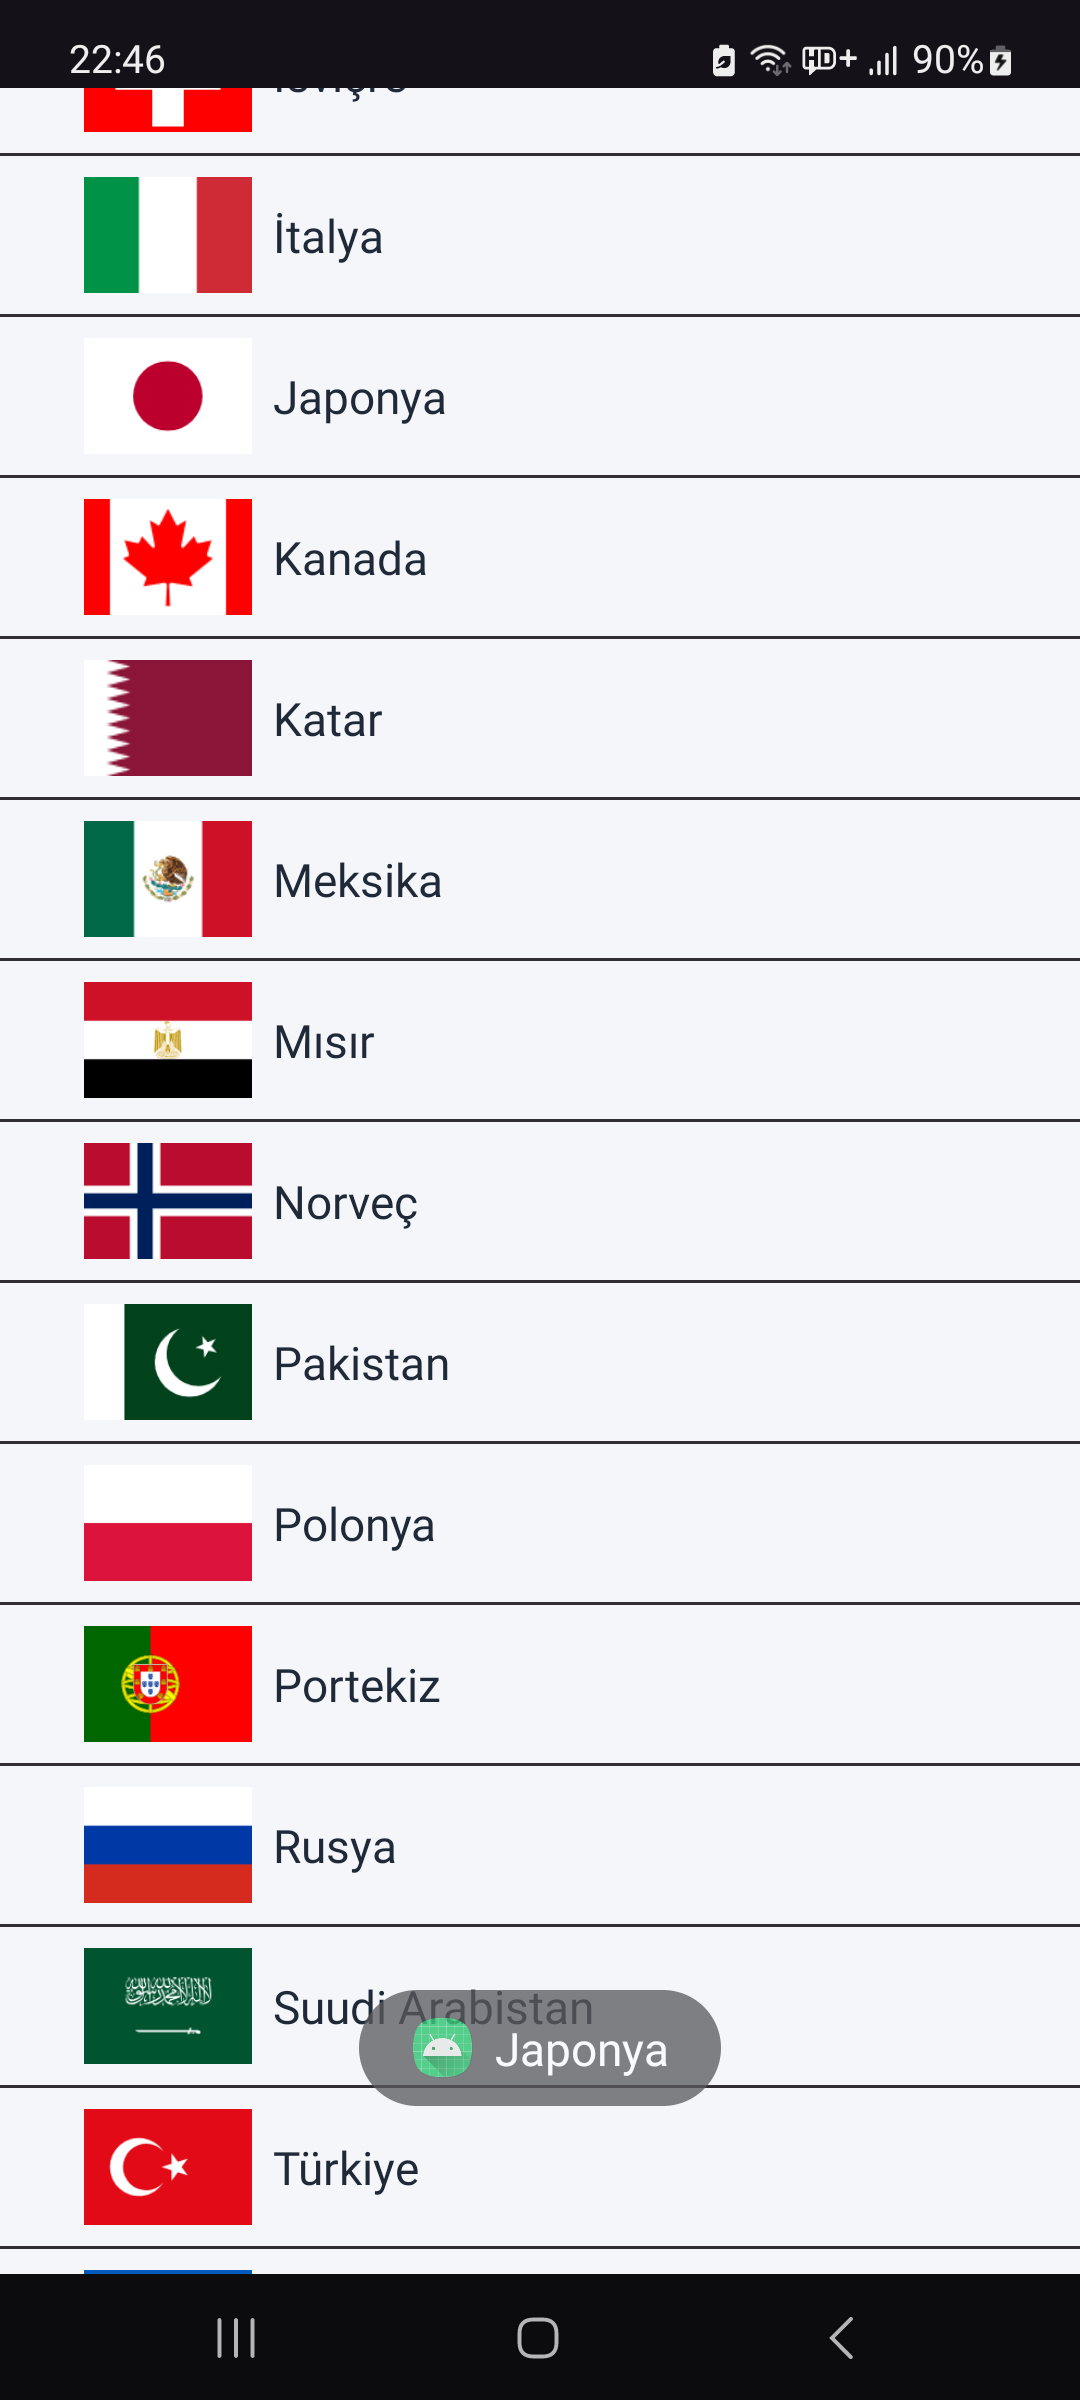 22:46 90%
İtalya
Japonya
Kanada
Katar
Meksika
Mısır
Norveç
Pakistan
Polonya
Portekiz
Rusya
Suudi Arabistan
Japonya
Türkiye